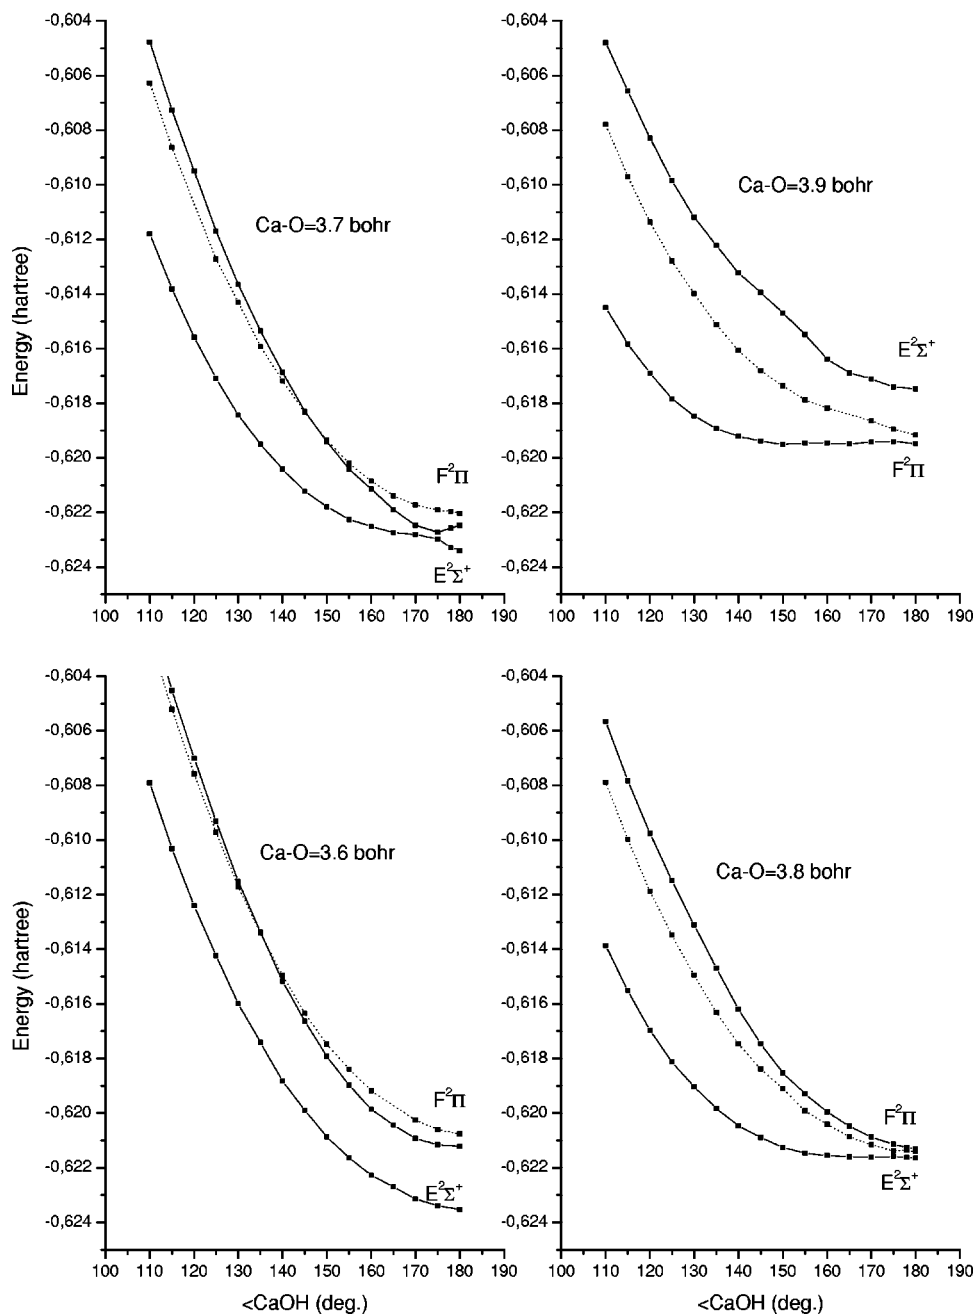 -0,604
-0,606
-0,608
-0,610
-0,612
-0,614
-0,616
-0,618
-0,620
-0,622
-0,624
Energy (hartree)
Ca-O=3.7 bohr
F²Π
E²Σ⁺
100 110 120 130 140 150 160 170 180 190
-0,604
-0,606
-0,608
-0,610
-0,612
-0,614
-0,616
-0,618
-0,620
-0,622
-0,624
Ca-O=3.9 bohr
E²Σ⁺
F²Π
100 110 120 130 140 150 160 170 180 190
-0,604
-0,606
-0,608
-0,610
-0,612
-0,614
-0,616
-0,618
-0,620
-0,622
-0,624
Energy (hartree)
Ca-O=3.6 bohr
F²Π
E²Σ⁺
100 110 120 130 140 150 160 170 180 190
<CaOH (deg.)
-0,604
-0,606
-0,608
-0,610
-0,612
-0,614
-0,616
-0,618
-0,620
-0,622
-0,624
Ca-O=3.8 bohr
F²Π
E²Σ⁺
100 110 120 130 140 150 160 170 180 190
<CaOH (deg.)